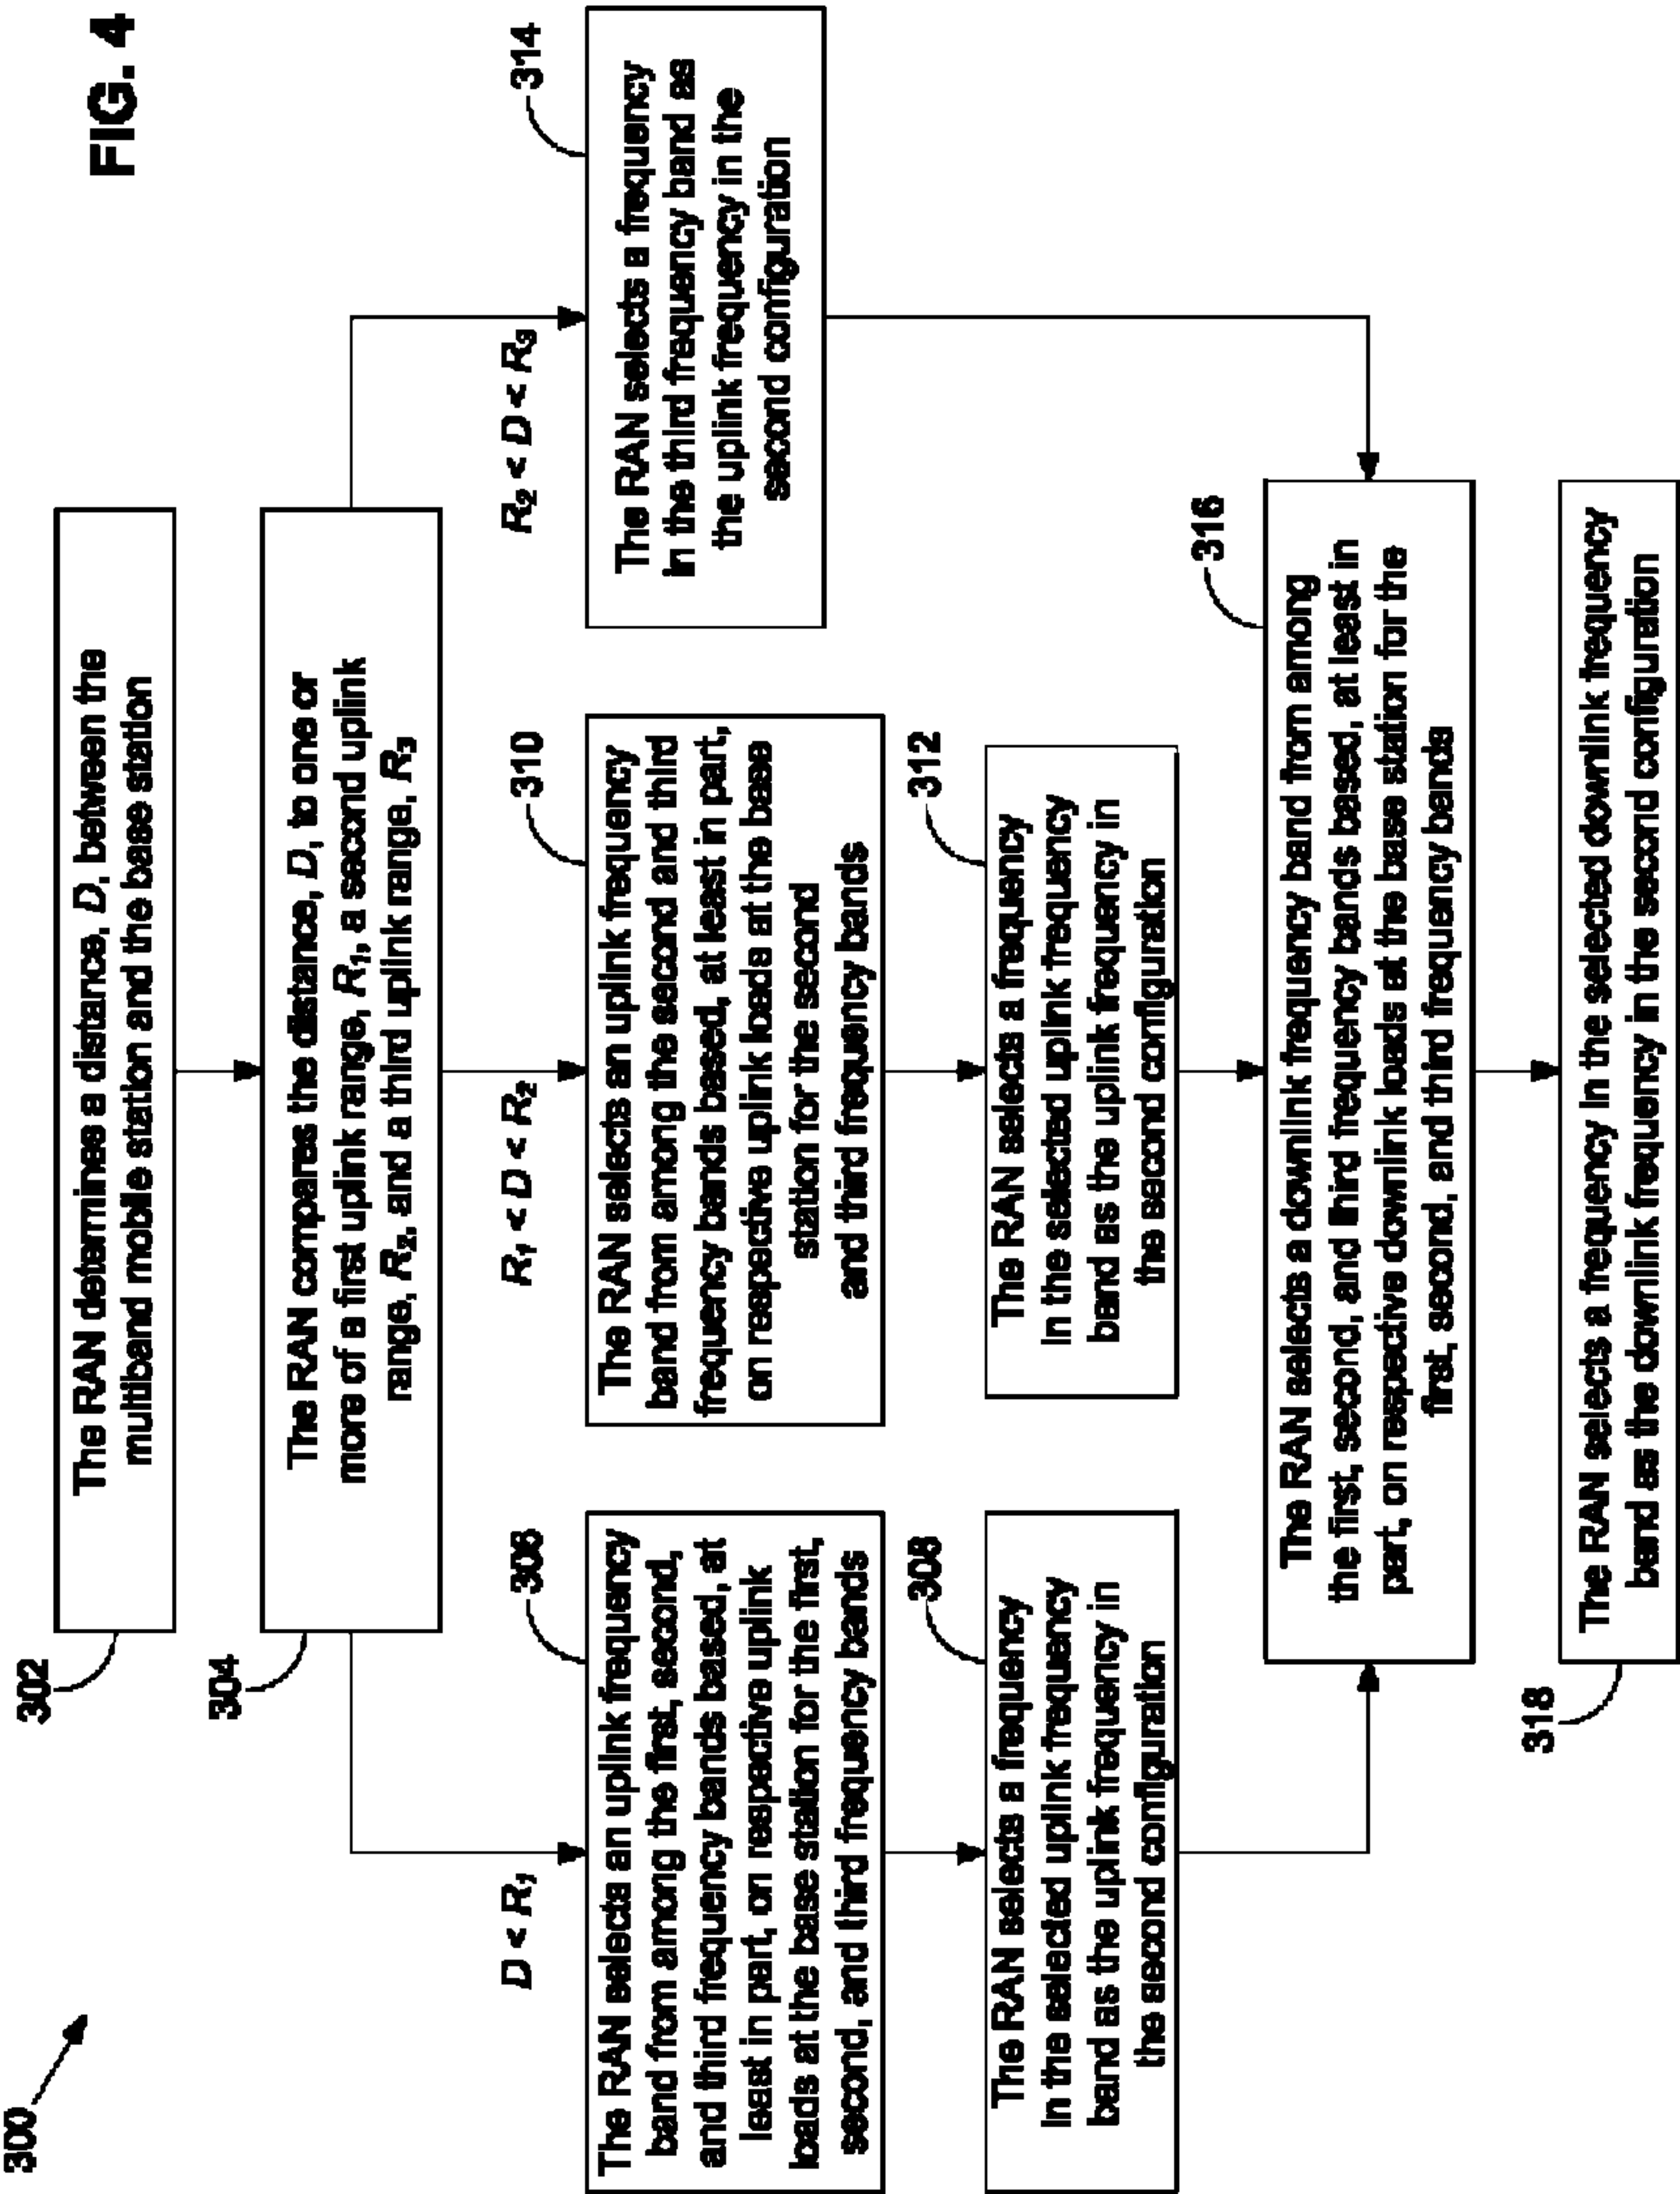 FIG. 4
300
302
The RAN determines a distance, D, between the
multiband mobile station and the base station
304
The RAN compares the distance, D, to one or
more of a first uplink range, R₁, a second uplink
range, R₂, and a third uplink range, R₃
D < R₁
306
The RAN selects an uplink frequency
band from among the first, second,
and third frequency bands based, at
least in part, on respective uplink
loads at the base station for the first,
second, and third frequency bands
308
The RAN selects a frequency
in the selected uplink frequency
band as the uplink frequency in
the second configuration
R₁ < D < R₂
310
The RAN selects an uplink frequency
band from among the second and third
frequency bands based, at least in part,
on respective uplink loads at the base
station for the second
and third frequency bands
312
The RAN selects a frequency
in the selected uplink frequency
band as the uplink frequency in
the second configuration
R₂ < D < R₃
314
The RAN selects a frequency
in the third frequency band as
the uplink frequency in the
second configuration
316
The RAN selects a downlink frequency band from among
the first, second, and third frequency bands based, at least in
part, on respective downlink loads at the base station for the
first, second, and third frequency bands
318
The RAN selects a frequency in the selected downlink frequency
band as the downlink frequency in the second configuration